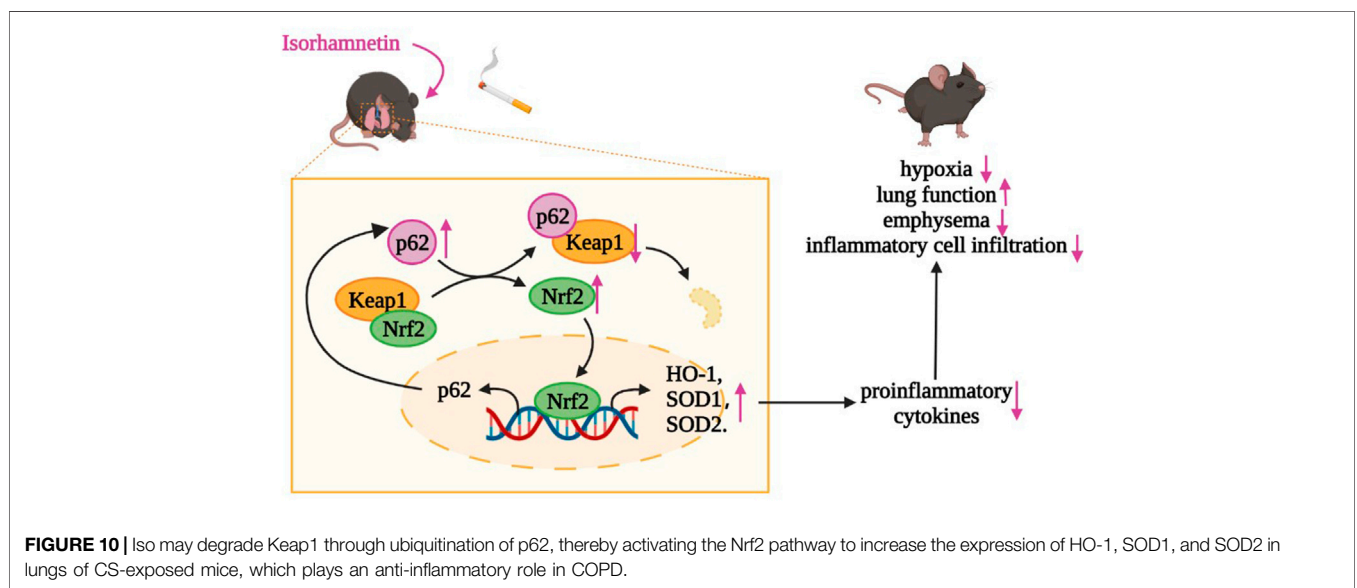 Isorhamnetin
hypoxia
lung function
emphysema
inflammatory cell infiltration
p62
p62
Keap1
Keap1
Nrf2
Nrf2
p62
Nrf2
HO-1,
SOD1,
SOD2.
proinflammatory
cytokines
FIGURE 10 | Iso may degrade Keap1 through ubiquitination of p62, thereby activating the Nrf2 pathway to increase the expression of HO-1, SOD1, and SOD2 in
lungs of CS-exposed mice, which plays an anti-inflammatory role in COPD.